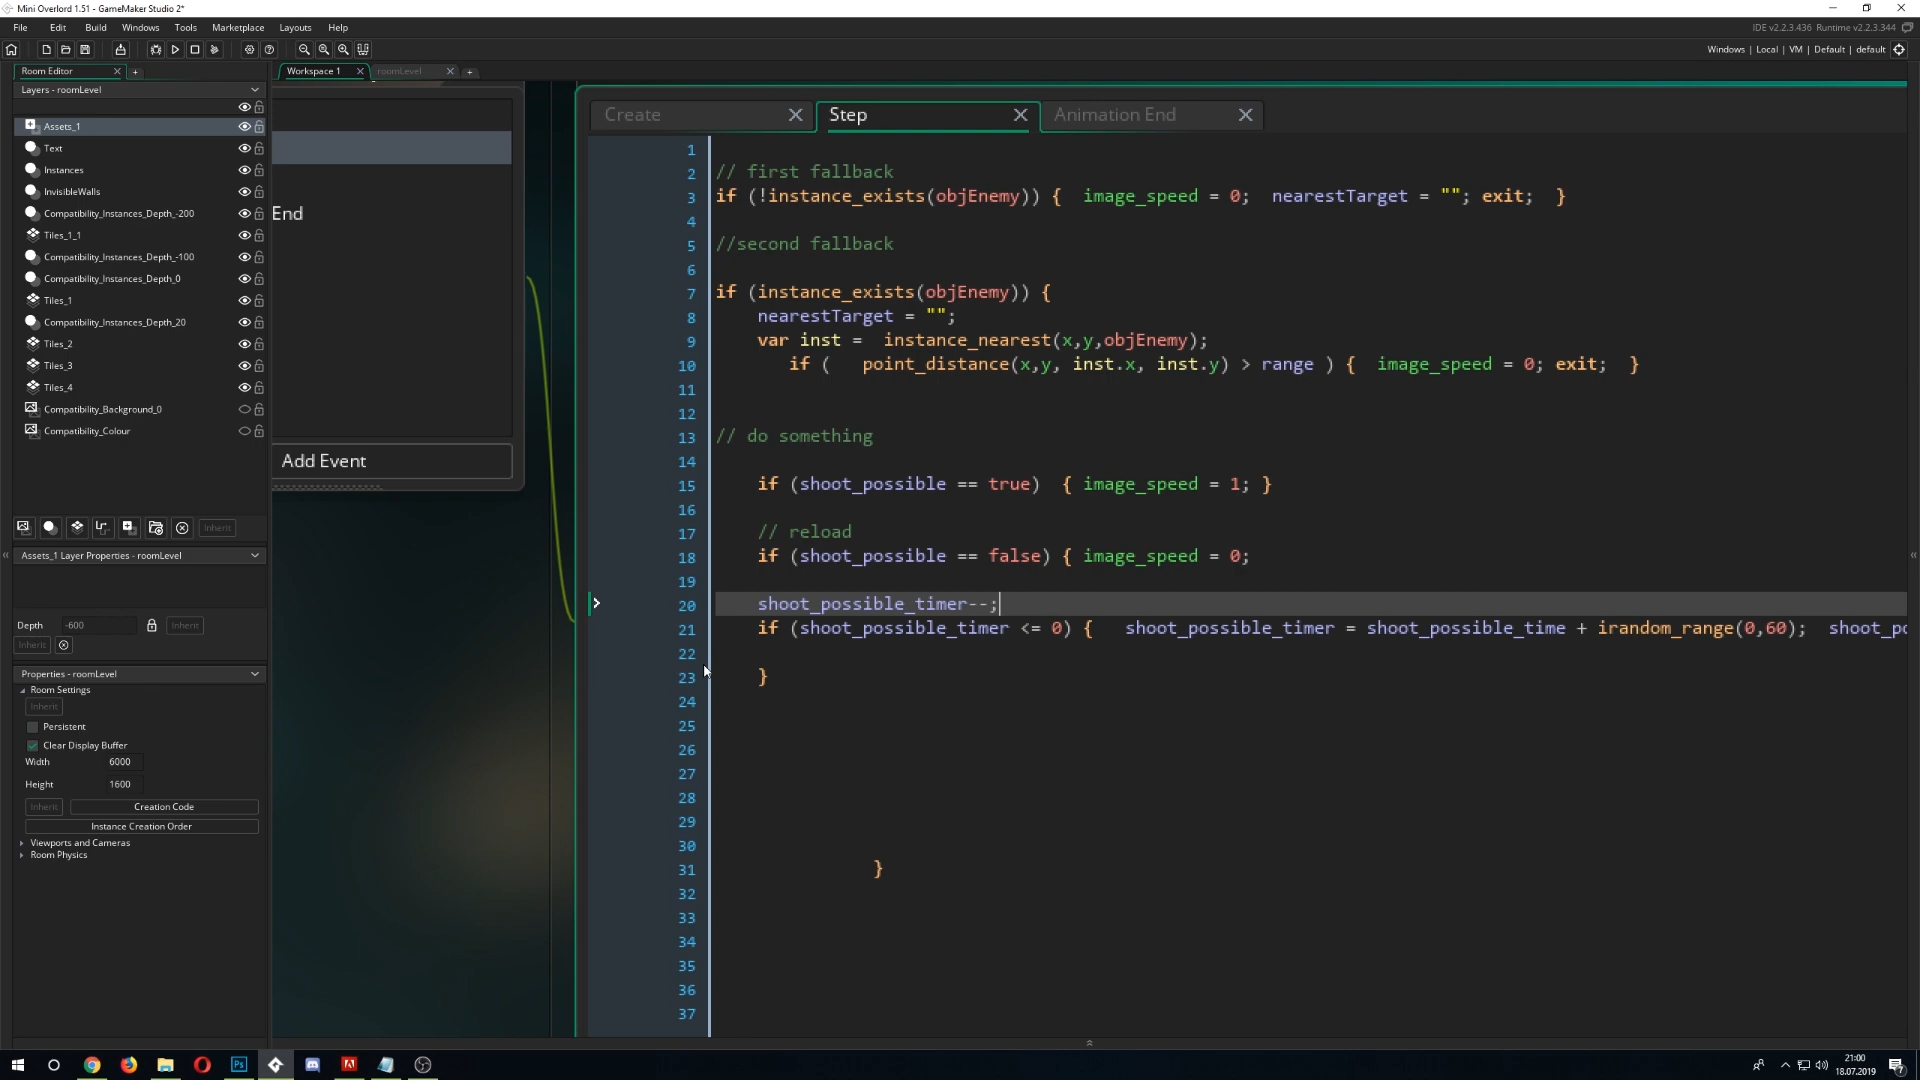 Mini Overlord 1.51 - GameMaker Studio 2*
File Edit Build Windows Tools Marketplace Layouts Help
IDE v2.2.3.436 Runtime v2.2.3.344
Windows | Local | VM | Default | default
Room Editor
Workspace 1
roomLevel
Layers - roomLevel
Assets_1
Text
Instances
InvisibleWalls
Compatibility_Instances_Depth_-200
Tiles_1_1
Compatibility_Instances_Depth_-100
Compatibility_Instances_Depth_0
Tiles_1
Compatibility_Instances_Depth_20
Tiles_2
Tiles_3
Tiles_4
Compatibility_Background_0
Compatibility_Colour
Inherit
Assets_1 Layer Properties - roomLevel
Depth -600 Inherit
Inherit
Properties - roomLevel
Room Settings
Inherit
Persistent
Clear Display Buffer
Width 6000
Height 1600
Inherit Creation Code
Instance Creation Order
Viewports and Cameras
Room Physics
End
Add Event
Create Step Animation End
1
2 // first fallback
3 if (!instance_exists(objEnemy)) { image_speed = 0; nearestTarget = ""; exit; }
4
5 //second fallback
6
7 if (instance_exists(objEnemy)) {
8 nearestTarget = "";
9 var inst = instance_nearest(x,y,objEnemy);
10 if ( point_distance(x,y, inst.x, inst.y) > range ) { image_speed = 0; exit; }
11
12
13 // do something
14
15 if (shoot_possible == true) { image_speed = 1; }
16
17 // reload
18 if (shoot_possible == false) { image_speed = 0;
19
20 shoot_possible_timer--;
21 if (shoot_possible_timer <= 0) { shoot_possible_timer = shoot_possible_time + irandom_range(0,60); shoot_po
22
23 }
24
25
26
27
28
29
30
31 }
32
33
34
35
36
37
Ps
21:00
18.07.2019